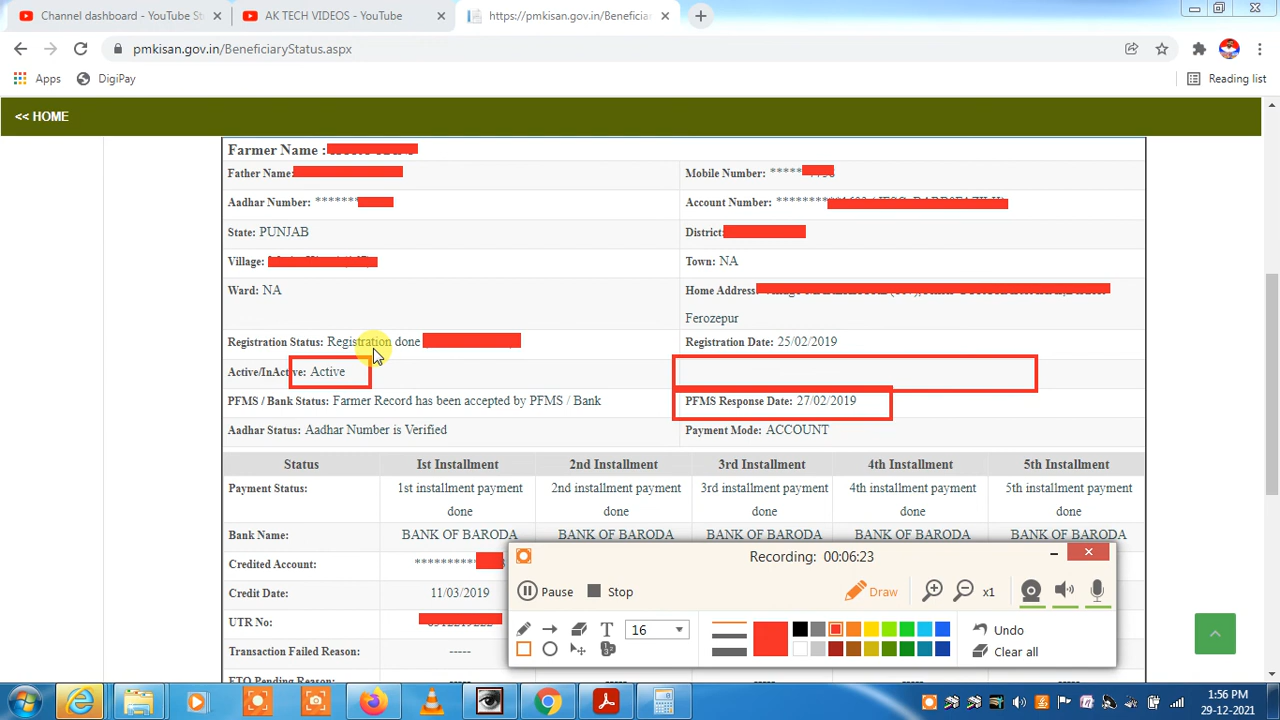 Channel dashboard - YouTube St
AK TECH VIDEOS - YouTube
https://pmkisan.gov.in/Beneficiar
pmkisan.gov.in/BeneficiaryStatus.aspx
Apps
DigiPay
Reading list
<< HOME
Farmer Name :
Father Name:
Mobile Number: *****
Aadhar Number: *******
Account Number: ********
State: PUNJAB
District:
Village:
Town: NA
Ward: NA
Home Address:
Ferozepur
Registration Status: Registration done
Registration Date: 25/02/2019
Active/InActive: Active
PFMS / Bank Status: Farmer Record has been accepted by PFMS / Bank
PFMS Response Date: 27/02/2019
Aadhar Status: Aadhar Number is Verified
Payment Mode: ACCOUNT
Status Ist Installment 2nd Installment 3rd Installment 4th Installment 5th Installment
Payment Status: 1st installment payment done 2nd installment payment done 3rd installment payment done 4th installment payment done 5th installment payment done
Bank Name: BANK OF BARODA BANK OF BARODA BANK OF BARODA BANK OF BARODA BANK OF BARODA
Credited Account: **********
Credit Date: 11/03/2019
UTR No:
Transaction Failed Reason: -----
FTO Pending Reason:
Recording: 00:06:23
Pause
Stop
Draw
x1
T
16
Undo
Clear all
1:56 PM
29-12-2021